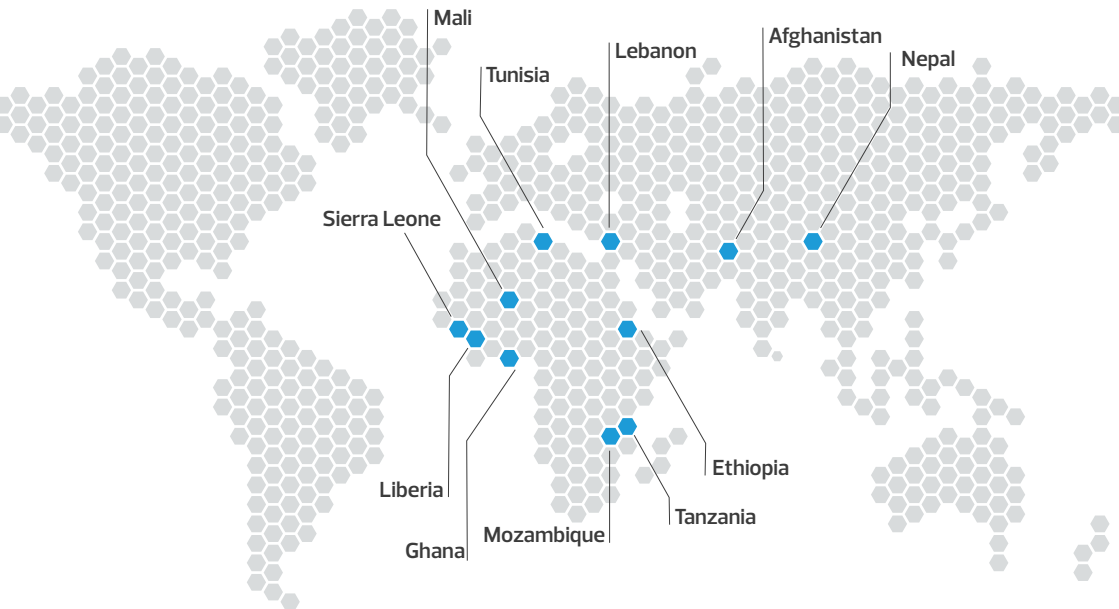 Mali
Afghanistan
Lebanon
Nepal
Tunisia
Sierra Leone
Ethiopia
Liberia
Tanzania
Mozambique
Ghana